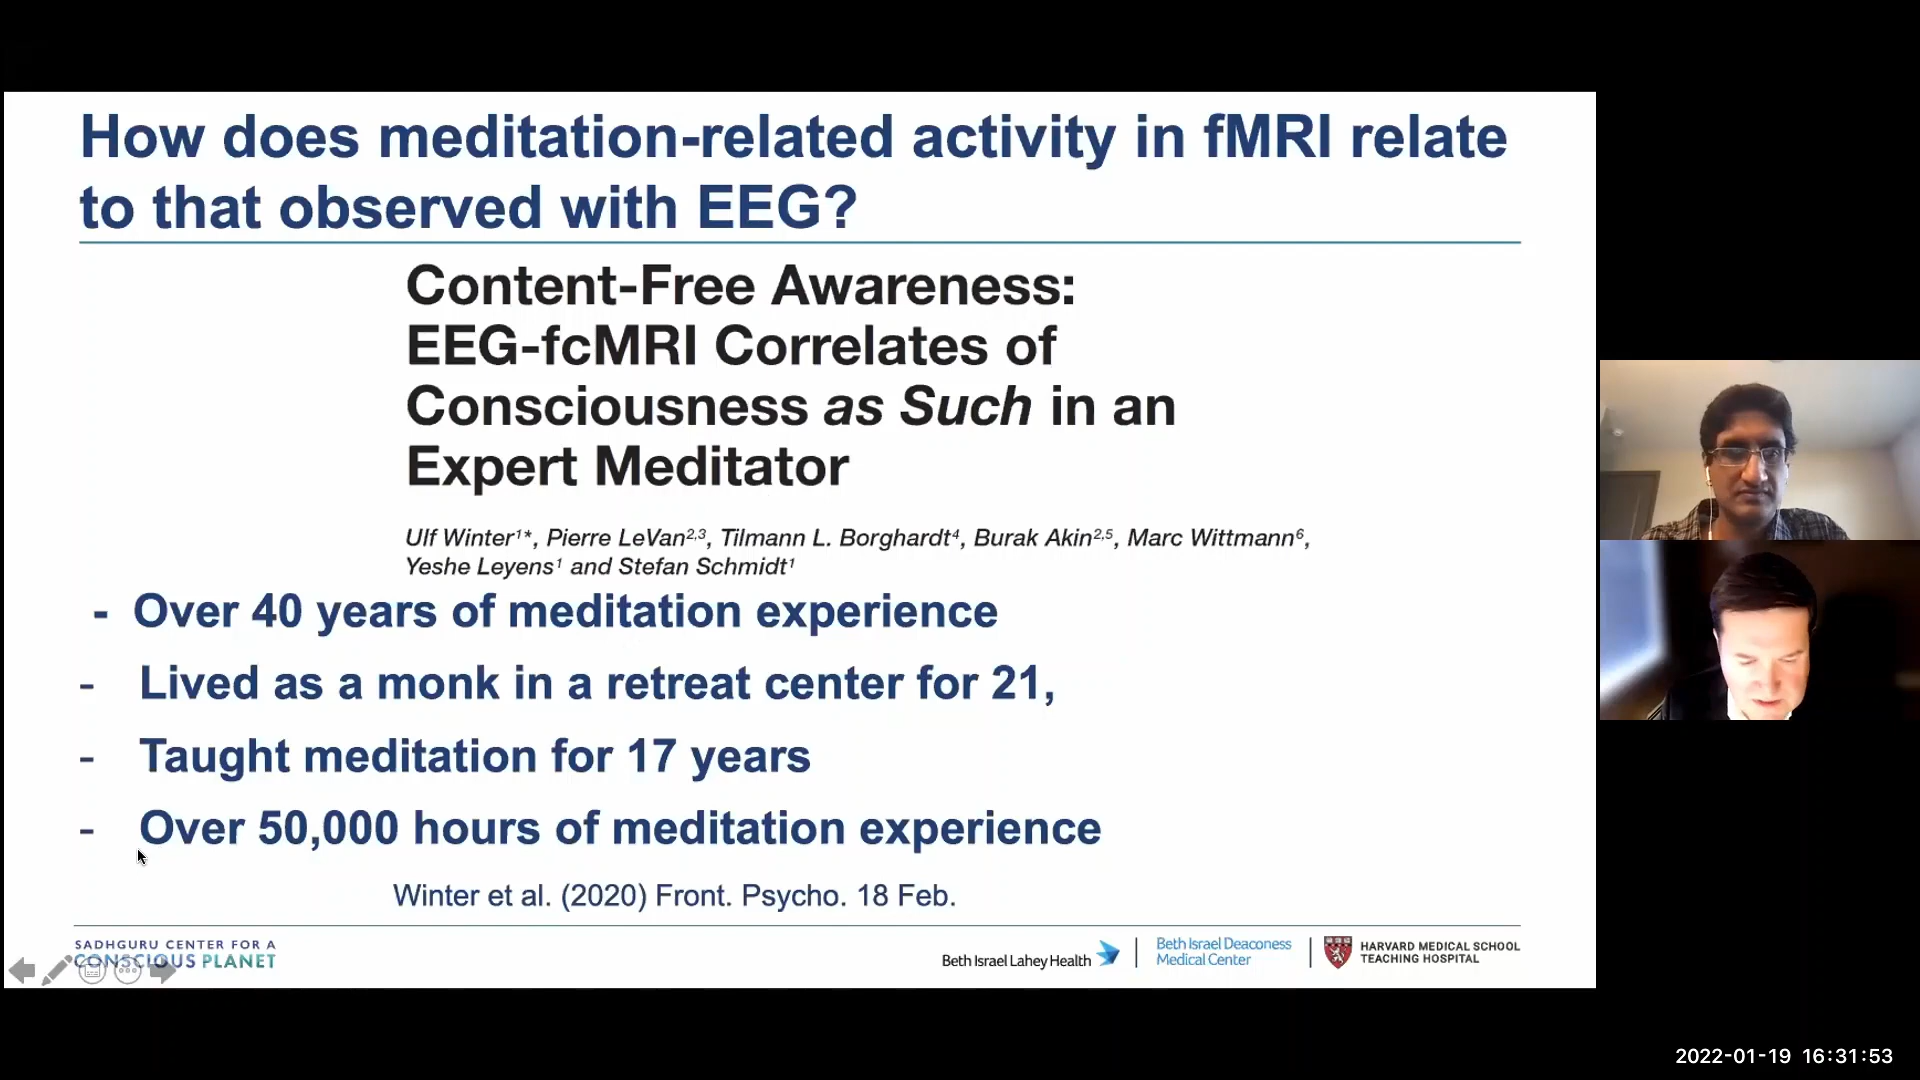 How does meditation-related activity in fMRI relate
to that observed with EEG?
Content-Free Awareness:
EEG-fcMRI Correlates of
Consciousness as Such in an
Expert Meditator
Ulf Winter1*, Pierre LeVan2,3, Tilmann L. Borghardt4, Burak Akin2,5, Marc Wittmann6,
Yeshe Leyens1 and Stefan Schmidt1
- Over 40 years of meditation experience
- Lived as a monk in a retreat center for 21,
- Taught meditation for 17 years
- Over 50,000 hours of meditation experience
Winter et al. (2020) Front. Psycho. 18 Feb.
SADHGURU CENTER FOR A
CONSCIOUS PLANET
Beth Israel Lahey Health
Beth Israel Deaconess
Medical Center
HARVARD MEDICAL SCHOOL
TEACHING HOSPITAL
2022-01-19 16:31:53